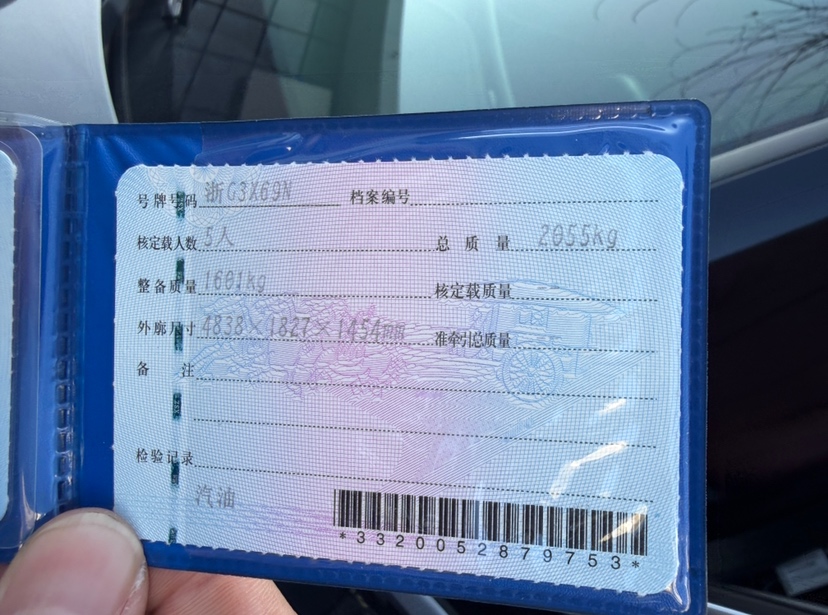 号牌号码 浙G3X69N 档案编号
核定载人数 5人 总质量 2055kg
整备质量 1601kg 核定载质量
外廓尺寸 4838×1827×1454mm 准牵引总质量
备注
检验记录
汽油
*3320052879753*